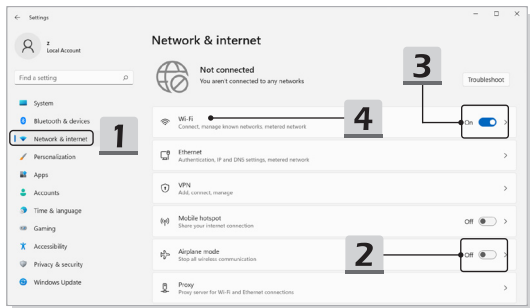 Settings
z
Local Account
Find a setting
System
Bluetooth & devices
Network & internet
Personalization
Apps
Accounts
Time & language
Gaming
Accessibility
Privacy & security
Windows Update
1
Network & internet
Not connected
You aren't connected to any networks
Troubleshoot
3
Wi-Fi
Connect, manage known networks, metered network
4
On
Ethernet
Authentication, IP and DNS settings, metered network
VPN
Add, connect, manage
Mobile hotspot
Share your internet connection
Off
Airplane mode
Stop all wireless communication
2
Off
Proxy
Proxy server for Wi-Fi and Ethernet connections